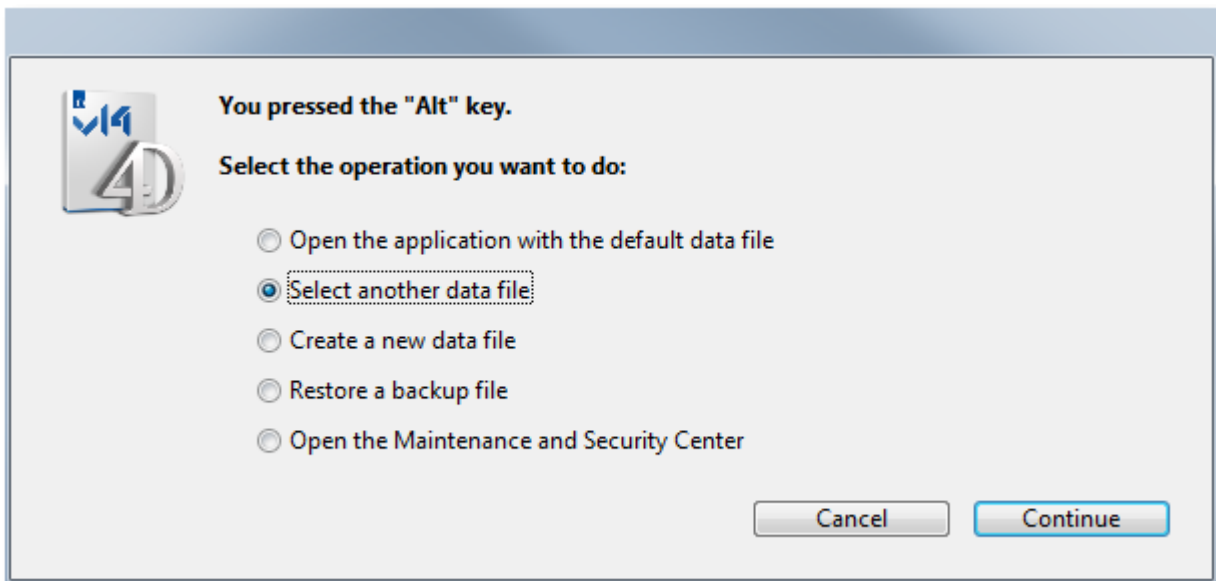 v14
4D
You pressed the "Alt" key.
Select the operation you want to do:
Open the application with the default data file
Select another data file
Create a new data file
Restore a backup file
Open the Maintenance and Security Center
Cancel
Continue